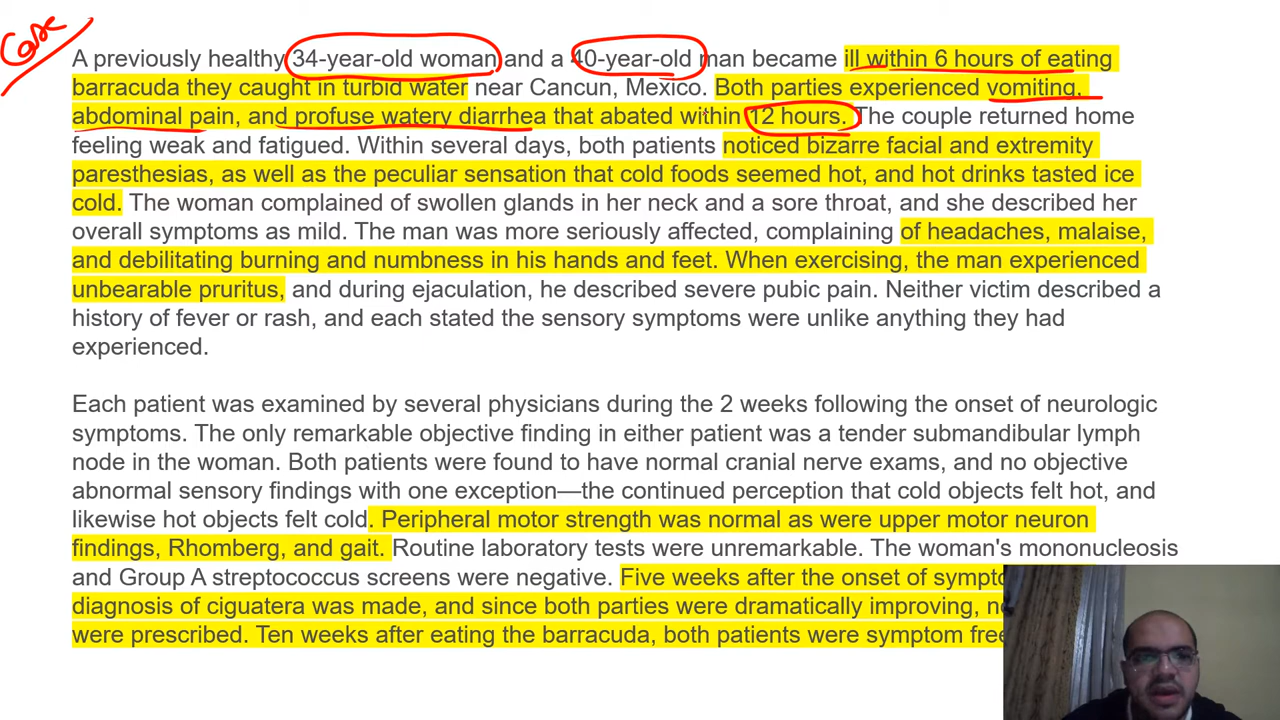 Case
A previously healthy 34-year-old woman and a 40-year-old man became ill within 6 hours of eating
barracuda they caught in turbid water near Cancun, Mexico. Both parties experienced vomiting,
abdominal pain, and profuse watery diarrhea that abated within 12 hours. The couple returned home
feeling weak and fatigued. Within several days, both patients noticed bizarre facial and extremity
paresthesias, as well as the peculiar sensation that cold foods seemed hot, and hot drinks tasted ice
cold. The woman complained of swollen glands in her neck and a sore throat, and she described her
overall symptoms as mild. The man was more seriously affected, complaining of headaches, malaise,
and debilitating burning and numbness in his hands and feet. When exercising, the man experienced
unbearable pruritus, and during ejaculation, he described severe pubic pain. Neither victim described a
history of fever or rash, and each stated the sensory symptoms were unlike anything they had
experienced.
Each patient was examined by several physicians during the 2 weeks following the onset of neurologic
symptoms. The only remarkable objective finding in either patient was a tender submandibular lymph
node in the woman. Both patients were found to have normal cranial nerve exams, and no objective
abnormal sensory findings with one exception—the continued perception that cold objects felt hot, and
likewise hot objects felt cold. Peripheral motor strength was normal as were upper motor neuron
findings, Rhomberg, and gait. Routine laboratory tests were unremarkable. The woman's mononucleosis
and Group A streptococcus screens were negative. Five weeks after the onset of
diagnosis of ciguatera was made, and since both parties were dramatically improving,
were prescribed. Ten weeks after eating the barracuda, both patients were symptom